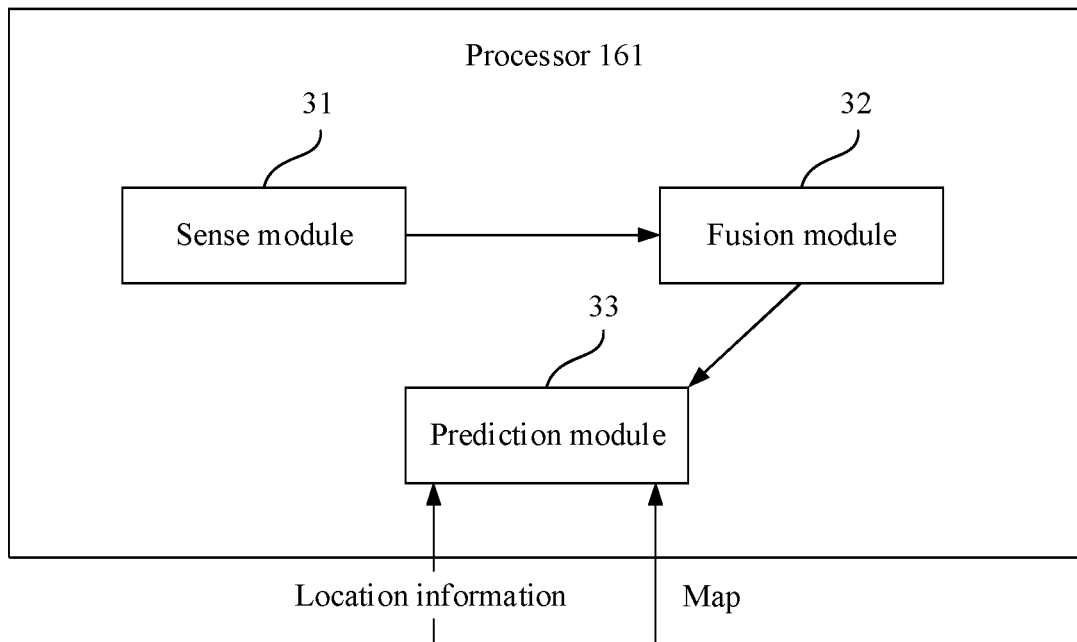 Processor 161
31
32
Sense module
Fusion module
33
Prediction module
Location information
Map